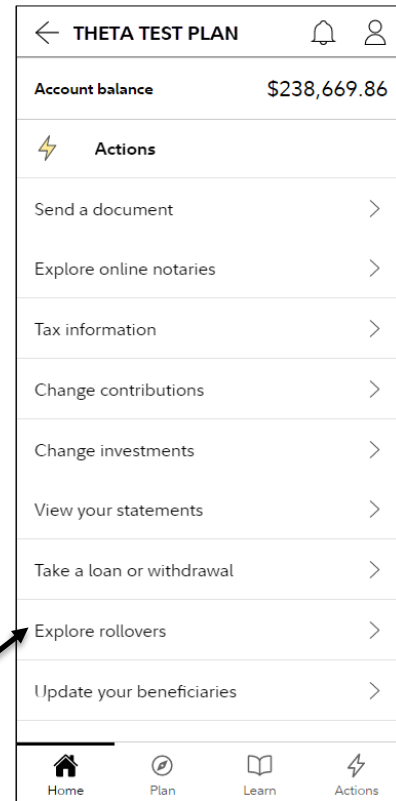 THETA TEST PLAN
Account balance $238,669.86
Actions
Send a document
Explore online notaries
Tax information
Change contributions
Change investments
View your statements
Take a loan or withdrawal
Explore rollovers
Update your beneficiaries
Home Plan Learn Actions